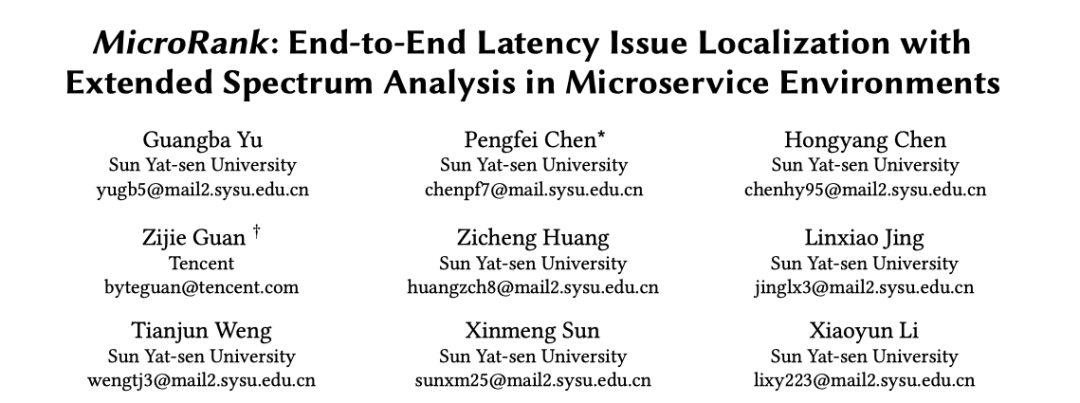 MicroRank: End-to-End Latency Issue Localization with
Extended Spectrum Analysis in Microservice Environments
Guangba Yu
Sun Yat-sen University
yugb5@mail2.sysu.edu.cn
Pengfei Chen*
Sun Yat-sen University
chenpf7@mail.sysu.edu.cn
Hongyang Chen
Sun Yat-sen University
chenhy95@mail2.sysu.edu.cn
Zijie Guan †
Tencent
byteguan@tencent.com
Zicheng Huang
Sun Yat-sen University
huangzch8@mail2.sysu.edu.cn
Linxiao Jing
Sun Yat-sen University
jinglx3@mail2.sysu.edu.cn
Tianjun Weng
Sun Yat-sen University
wengtj3@mail2.sysu.edu.cn
Xinmeng Sun
Sun Yat-sen University
sunxm25@mail2.sysu.edu.cn
Xiaoyun Li
Sun Yat-sen University
lixy223@mail2.sysu.edu.cn